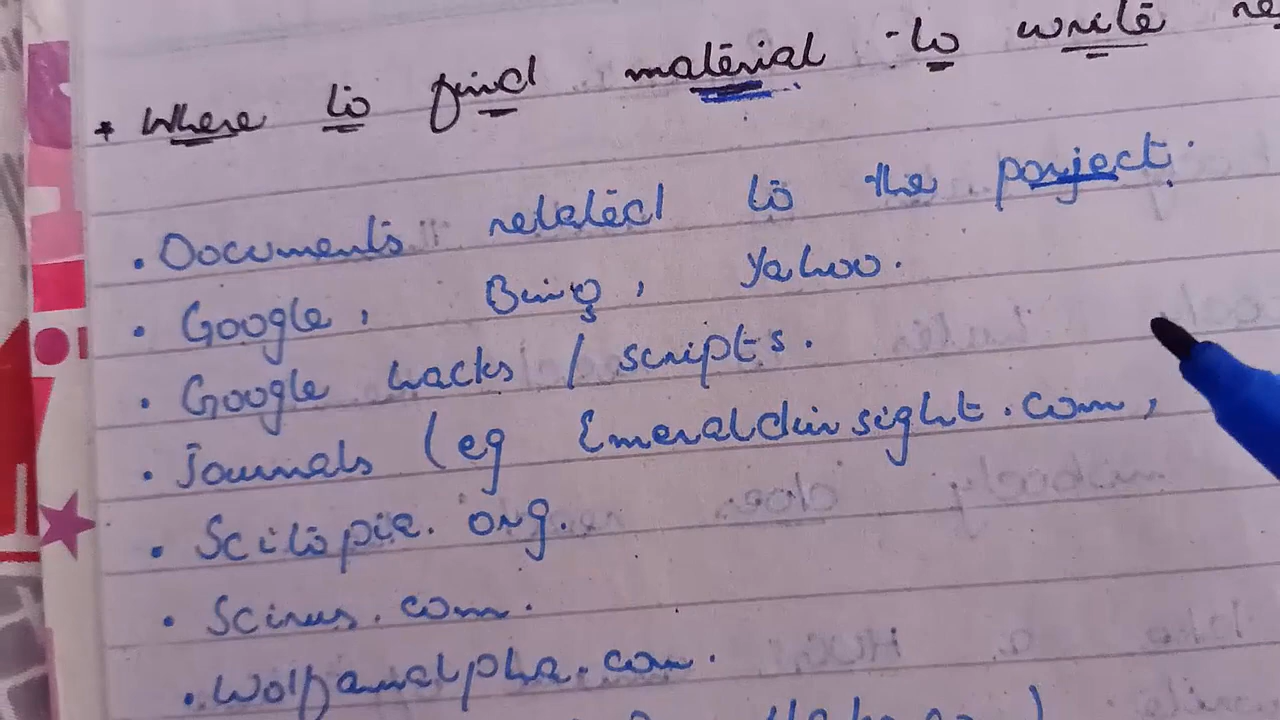 * Where to find material to write
. Documents related to the porject.
. Google, Bing, Yahoo.
. Google hacks / scripts.
. Journals (eg Emeraldinsight.com,
. Scitopia.org.
. Scirus.com.
. Wolframalpha.com.